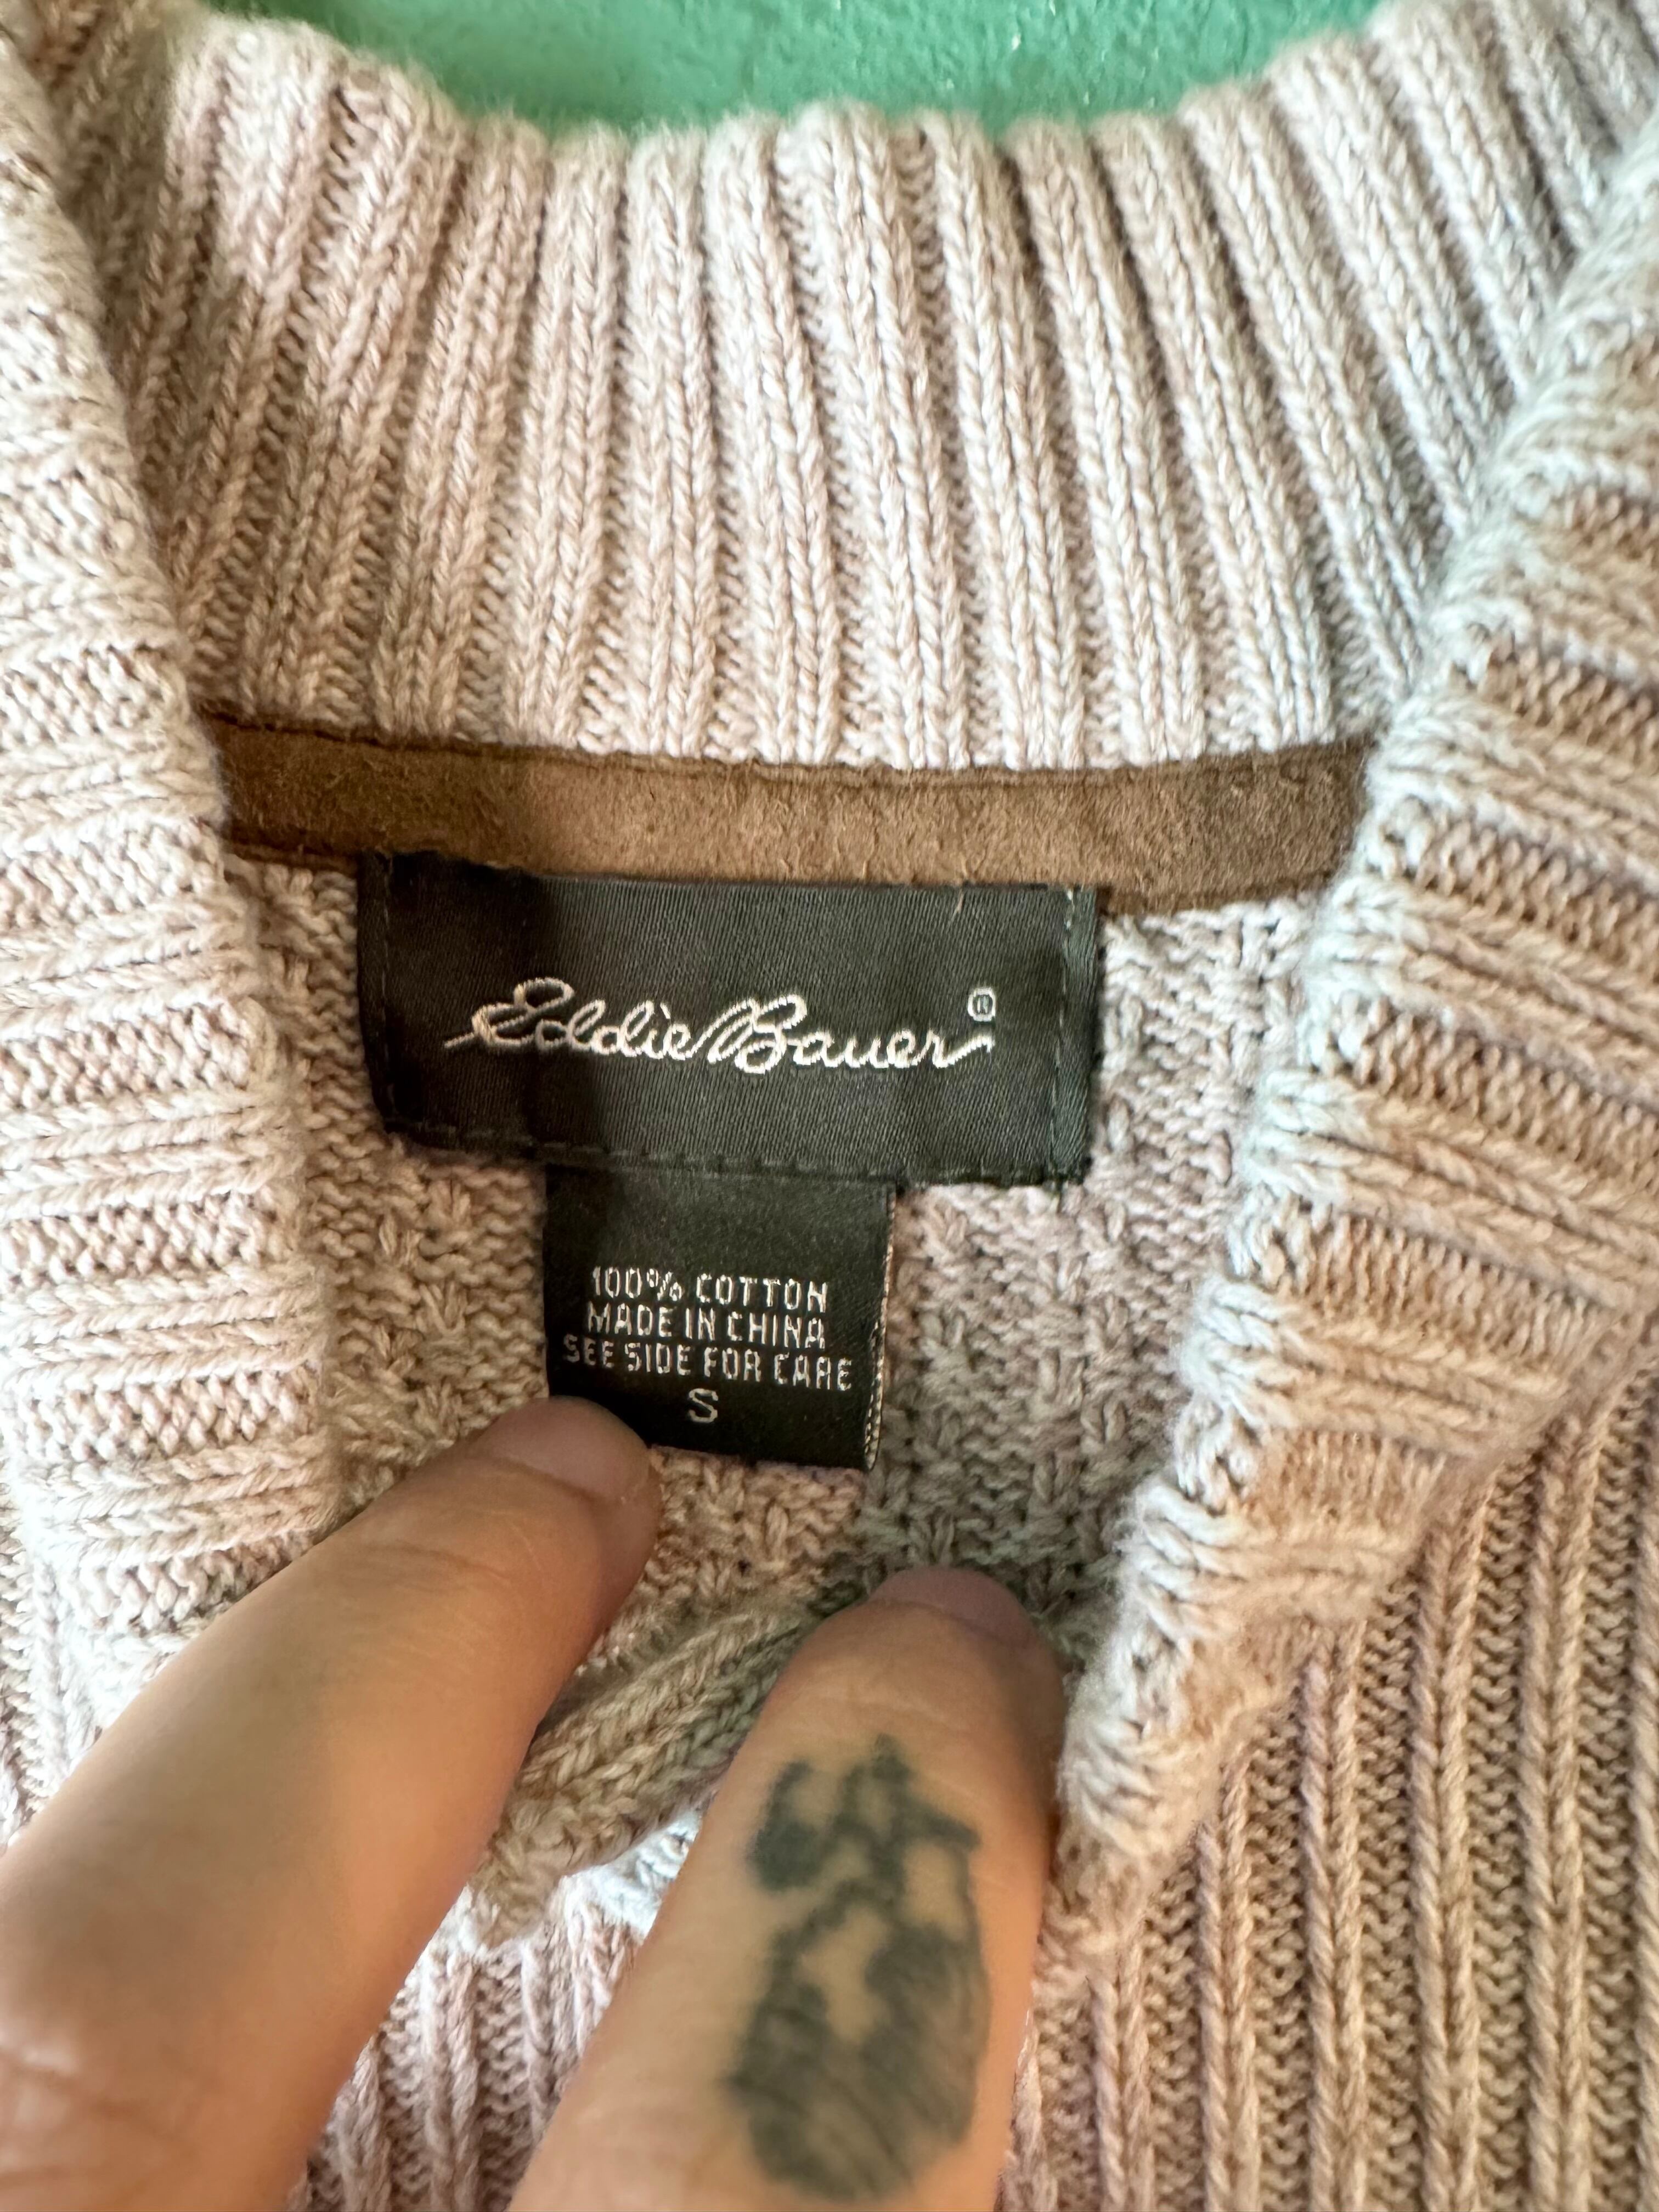 Eddie Bauer®
100% COTTON
MADE IN CHINA
SEE SIDE FOR CARE
S